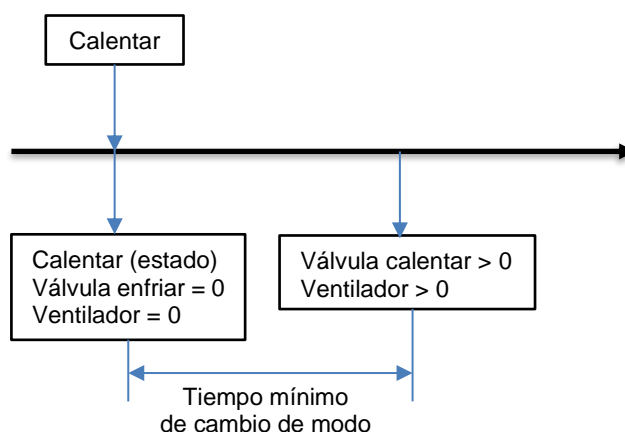 Calentar
Calentar (estado)
Válvula enfriar = 0
Ventilador = 0
Válvula calentar > 0
Ventilador > 0
Tiempo mínimo
de cambio de modo